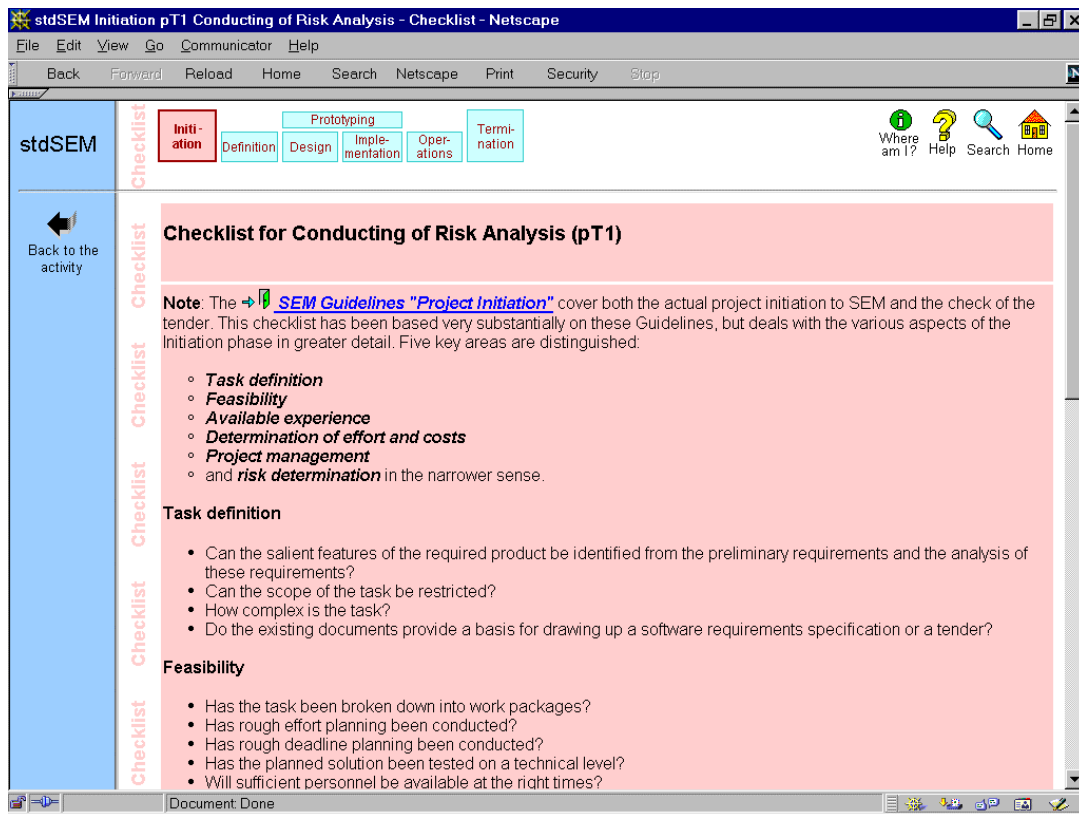 stdSEM Initiation pT1 Conducting of Risk Analysis - Checklist - Netscape
File Edit View Go Communicator Help
Back Forward Reload Home Search Netscape Print Security Stop
N
stdSEM
Checklist
Initi-
ation
Definition
Prototyping
Design
Imple-
mentation
Oper-
ations
Termi-
nation
Where
am I?
Help
Search
Home
Back to the
activity
Checklist
Checklist
Checklist
Checklist
Checklist
Checklist for Conducting of Risk Analysis (pT1)
Note: The SEM Guidelines "Project Initiation" cover both the actual project initiation to SEM and the check of the
tender. This checklist has been based very substantially on these Guidelines, but deals with the various aspects of the
Initiation phase in greater detail. Five key areas are distinguished:
Task definition
Feasibility
Available experience
Determination of effort and costs
Project management
and risk determination in the narrower sense.
Task definition
Can the salient features of the required product be identified from the preliminary requirements and the analysis of
these requirements?
Can the scope of the task be restricted?
How complex is the task?
Do the existing documents provide a basis for drawing up a software requirements specification or a tender?
Feasibility
Has the task been broken down into work packages?
Has rough effort planning been conducted?
Has rough deadline planning been conducted?
Has the planned solution been tested on a technical level?
Will sufficient personnel be available at the right times?
Document: Done